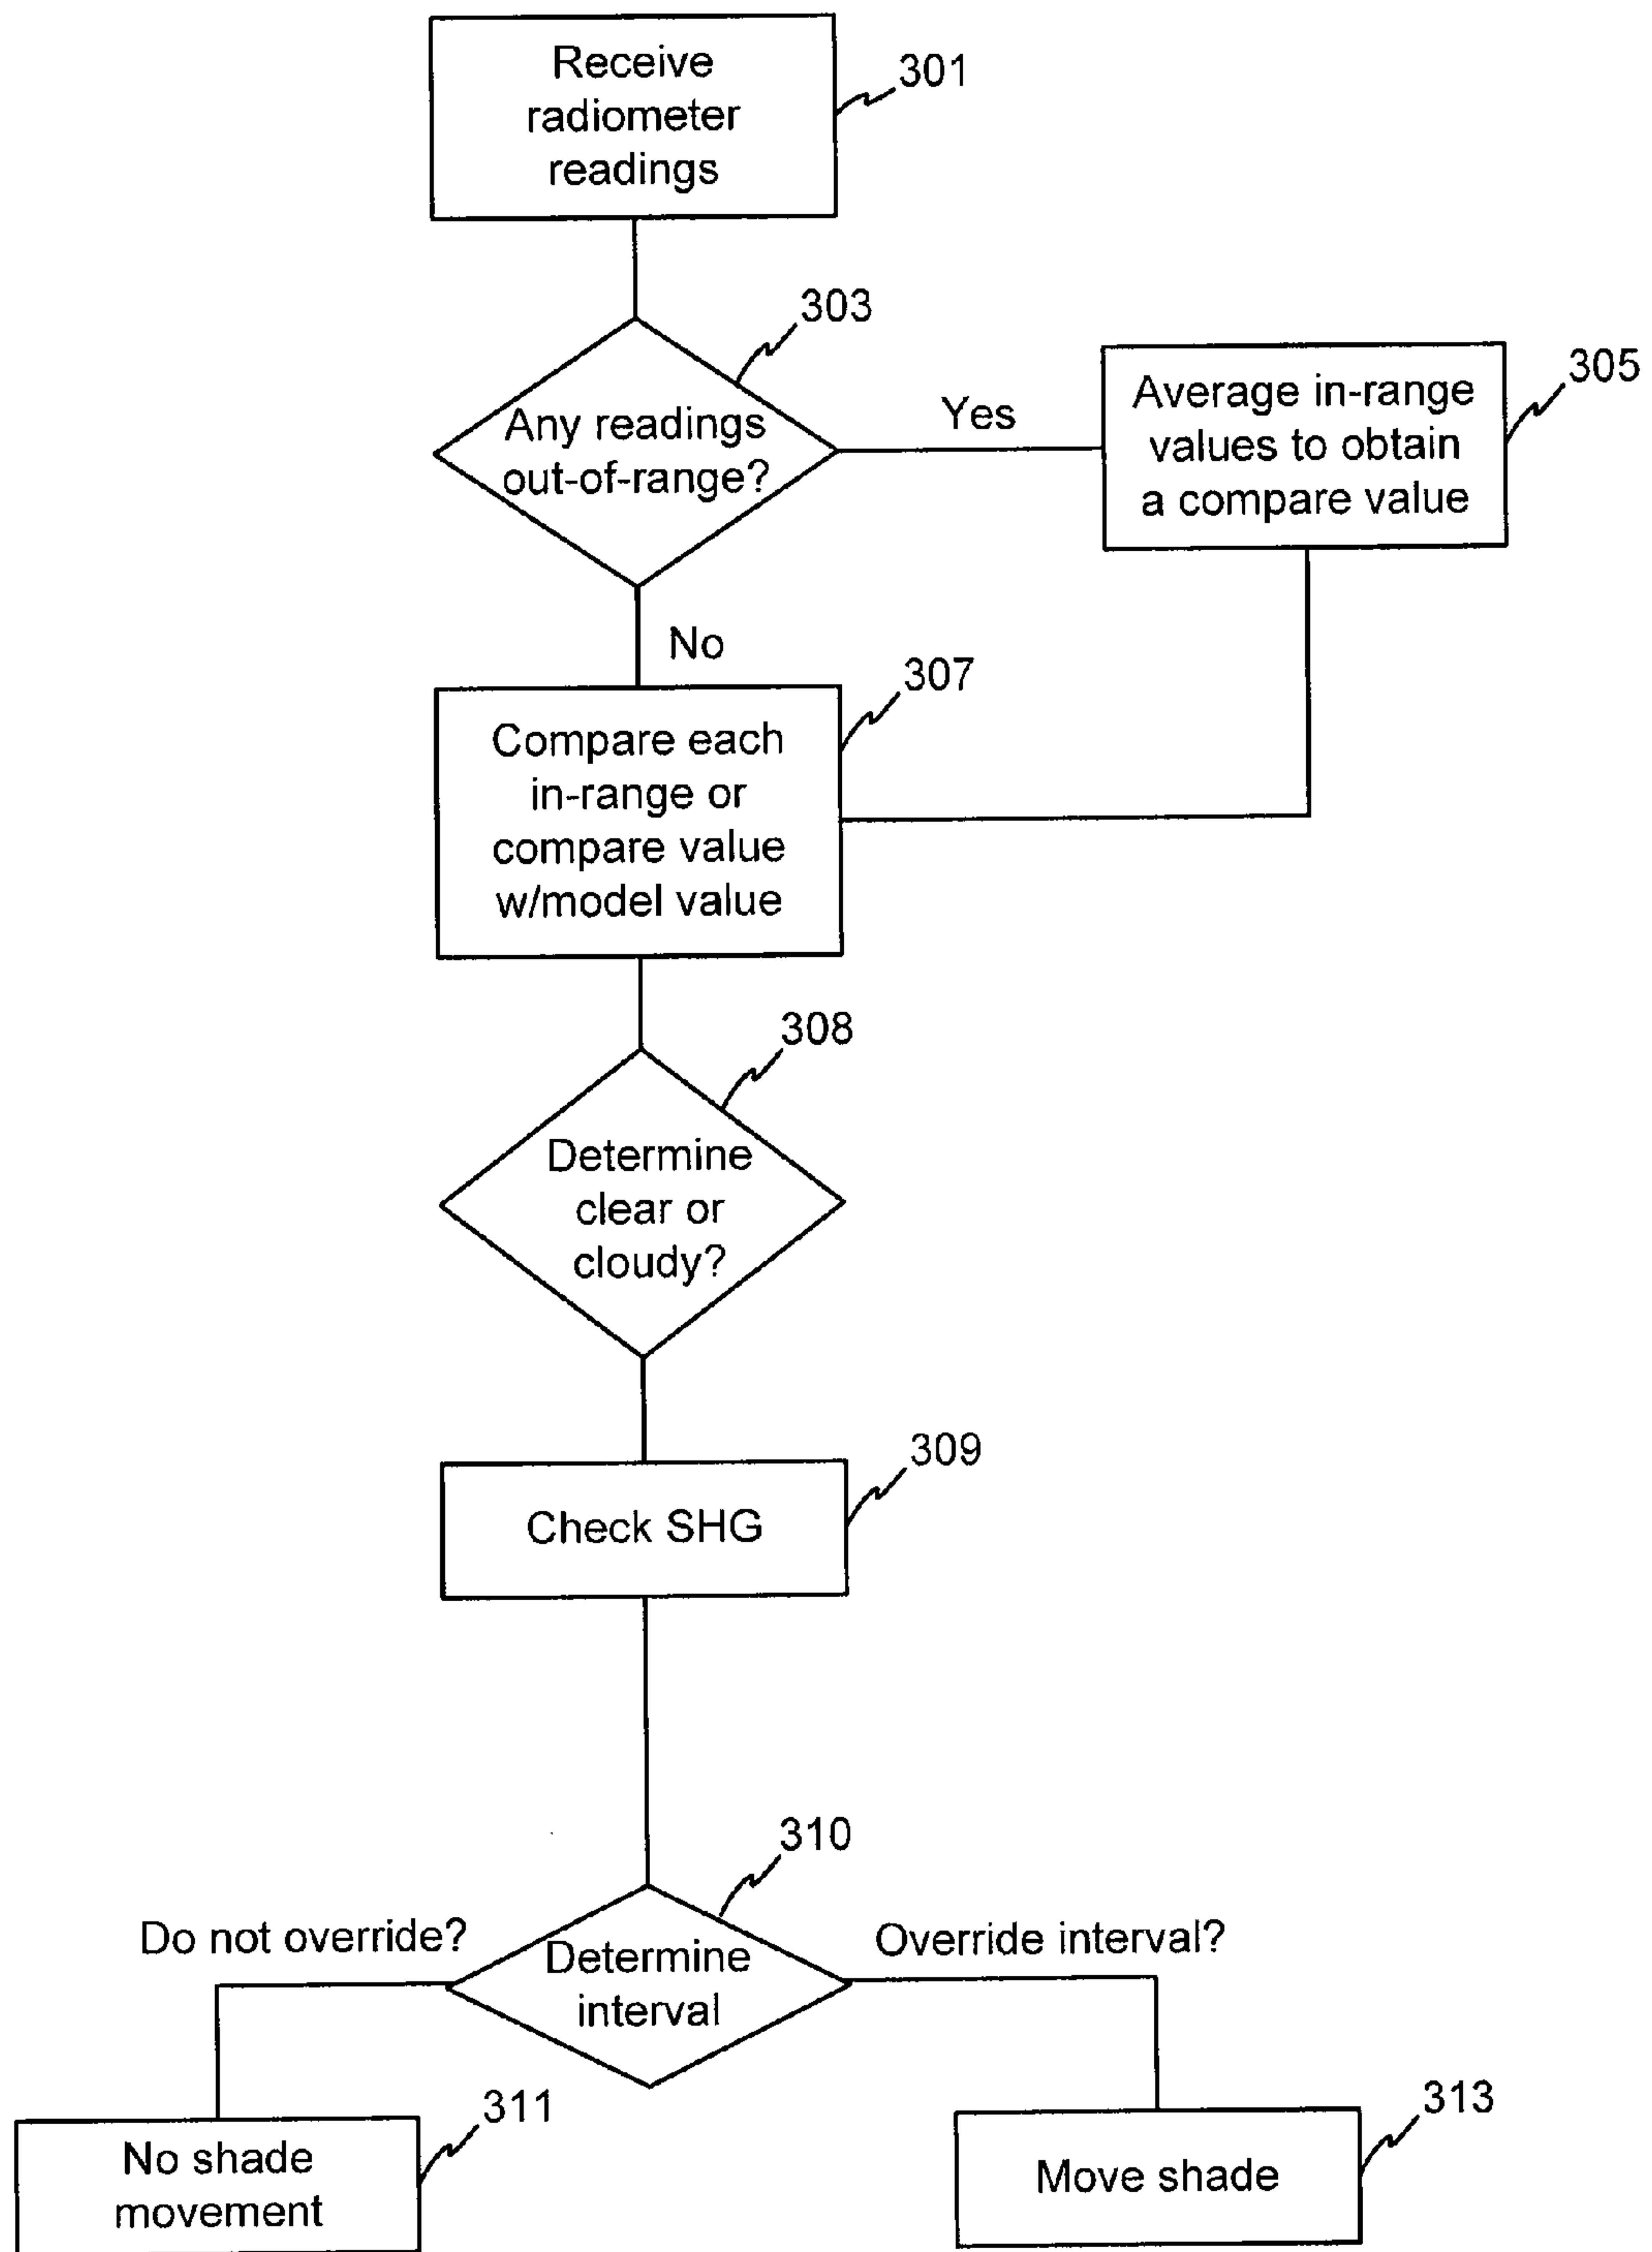 Receive
radiometer
readings
301
303
Any readings
out-of-range?
Yes
Average in-range
values to obtain
a compare value
305
No
307
Compare each
in-range or
compare value
w/model value
308
Determine
clear or
cloudy?
309
Check SHG
310
Do not override?
Determine
interval
Override interval?
311
No shade
movement
313
Move shade